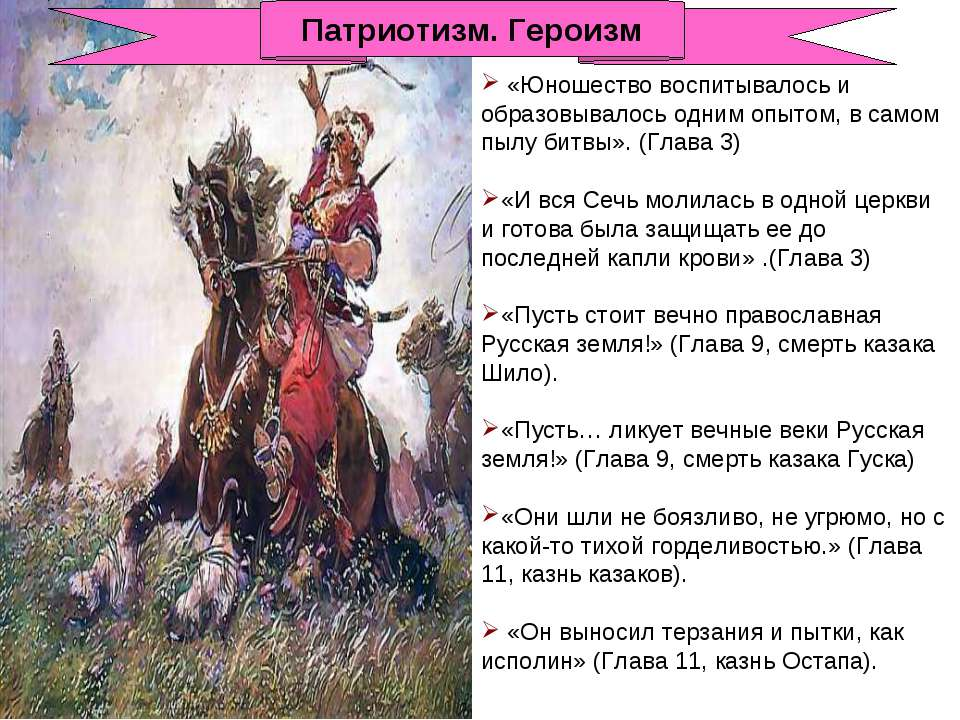 Патриотизм. Героизм
«Юношество воспитывалось и
образовывалось одним опытом, в самом
пылу битвы». (Глава 3)
«И вся Сечь молилась в одной церкви
и готова была защищать ее до
последней капли крови» .(Глава 3)
«Пусть стоит вечно православная
Русская земля!» (Глава 9, смерть казака
Шило).
«Пусть… ликует вечные веки Русская
земля!» (Глава 9, смерть казака Гуска)
«Они шли не боязливо, не угрюмо, но с
какой-то тихой горделивостью.» (Глава
11, казнь казаков).
«Он выносил терзания и пытки, как
исполин» (Глава 11, казнь Остапа).